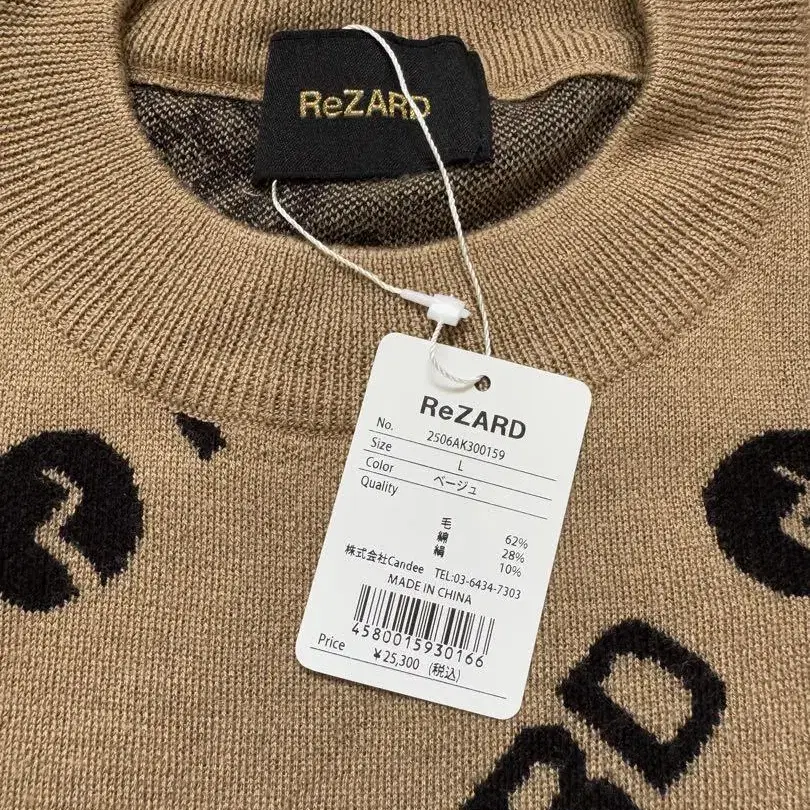 ReZARD
ReZARD
No. 2506AK300159
Size L
Color ベージュ
Quality
毛 62%
綿 28%
絹 10%
株式会社Candee TEL:03-6434-7303
MADE IN CHINA
4580015930166
Price ¥25,300 (税込)
RD